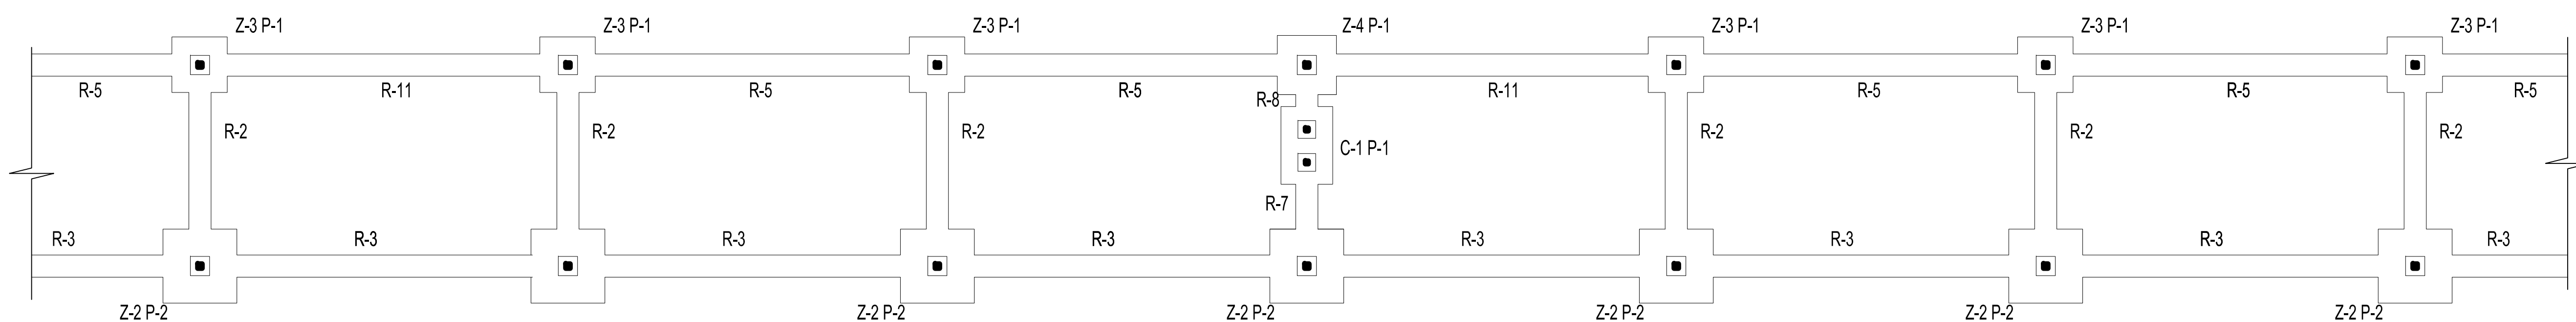 Z-3 P-1 Z-3 P-1 Z-3 P-1 Z-4 P-1 Z-3 P-1 Z-3 P-1 Z-3 P-1
R-5 R-11 R-5 R-5 R-11 R-5 R-5 R-5
R-8
R-2 R-2 R-2 R-2 R-2 R-2
C-1 P-1
R-7
R-3 R-3 R-3 R-3 R-3 R-3 R-3 R-3
Z-2 P-2 Z-2 P-2 Z-2 P-2 Z-2 P-2 Z-2 P-2 Z-2 P-2